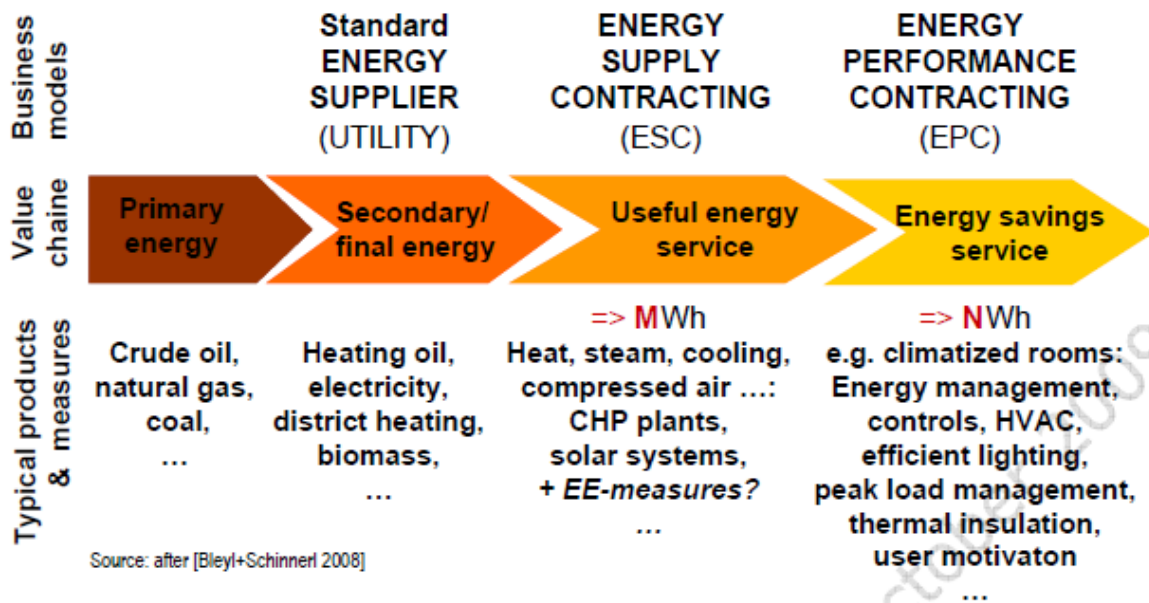 Business
models
Standard
ENERGY
SUPPLIER
(UTILITY)
ENERGY
SUPPLY
CONTRACTING
(ESC)
ENERGY
PERFORMANCE
CONTRACTING
(EPC)
Value
chaine
Primary
energy
Secondary/
final energy
Useful energy
service
Energy savings
service
Typical products
& measures
Crude oil,
natural gas,
coal,
...
Heating oil,
electricity,
district heating,
biomass,
...
=> MWh
Heat, steam, cooling,
compressed air ...:
CHP plants,
solar systems,
+ EE-measures?
...
=> NWh
e.g. climatized rooms:
Energy management,
controls, HVAC,
efficient lighting,
peak load management,
thermal insulation,
user motivaton
...
Source: after [Bleyl+Schinnerl 2008]